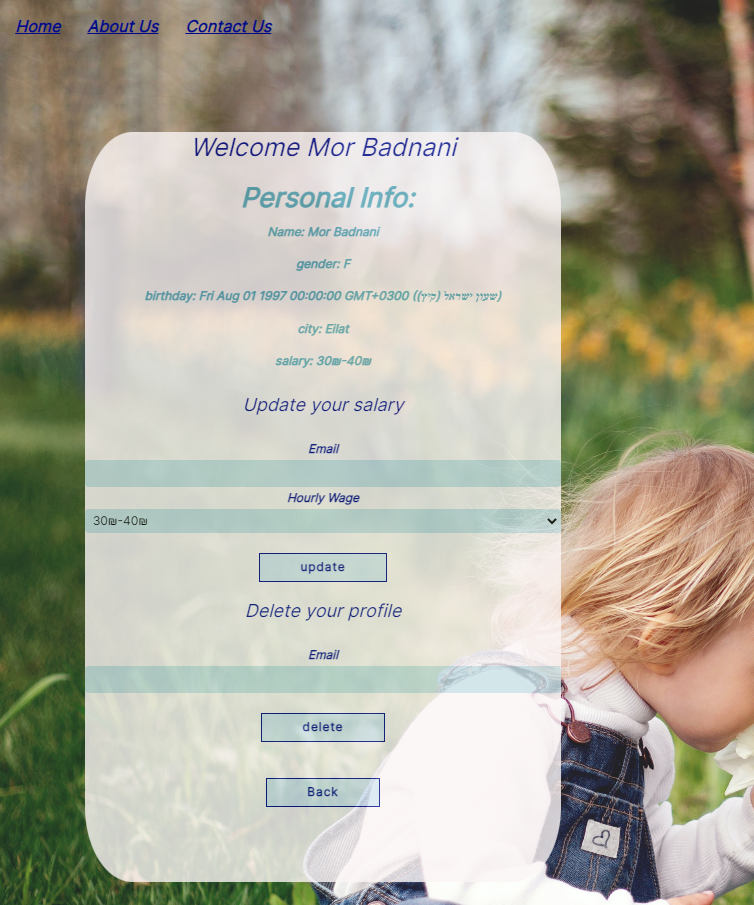 Home About Us Contact Us
Welcome Mor Badnani
Personal Info:
Name: Mor Badnani
gender: F
birthday: Fri Aug 01 1997 00:00:00 GMT+0300 (שעון ישראל (קיץ))
city: Eilat
salary: 30₪-40₪
Update your salary
Email
Hourly Wage
30₪-40₪
update
Delete your profile
Email
delete
Back